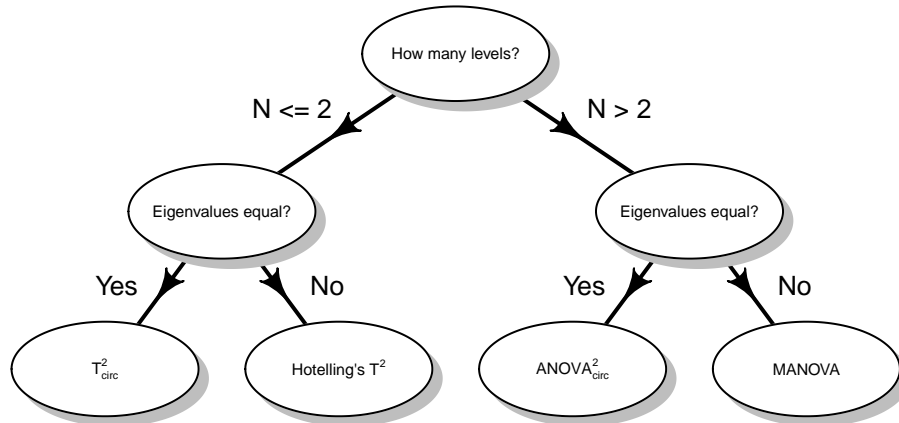 How many levels?
N <= 2
N > 2
Eigenvalues equal?
Eigenvalues equal?
Yes
No
Yes
No
T²circ
Hotelling's T²
ANOVA²circ
MANOVA